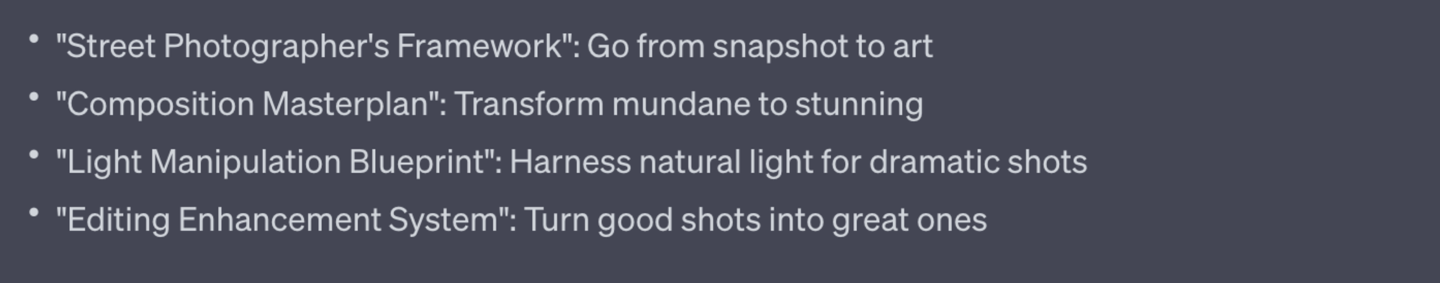 • "Street Photographer's Framework": Go from snapshot to art
• "Composition Masterplan": Transform mundane to stunning
• "Light Manipulation Blueprint": Harness natural light for dramatic shots
• "Editing Enhancement System": Turn good shots into great ones